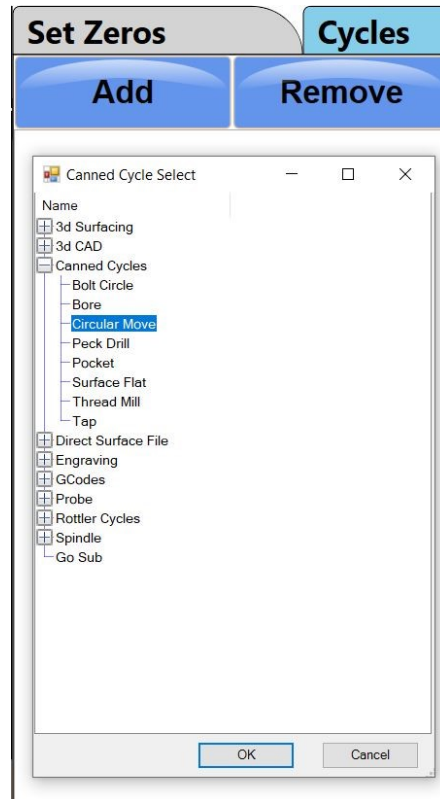 Set Zeros Cycles
Add Remove
Canned Cycle Select
Name
3d Surfacing
3d CAD
Canned Cycles
Bolt Circle
Bore
Circular Move
Peck Drill
Pocket
Surface Flat
Thread Mill
Tap
Direct Surface File
Engraving
GCodes
Probe
Rottler Cycles
Spindle
Go Sub
OK Cancel